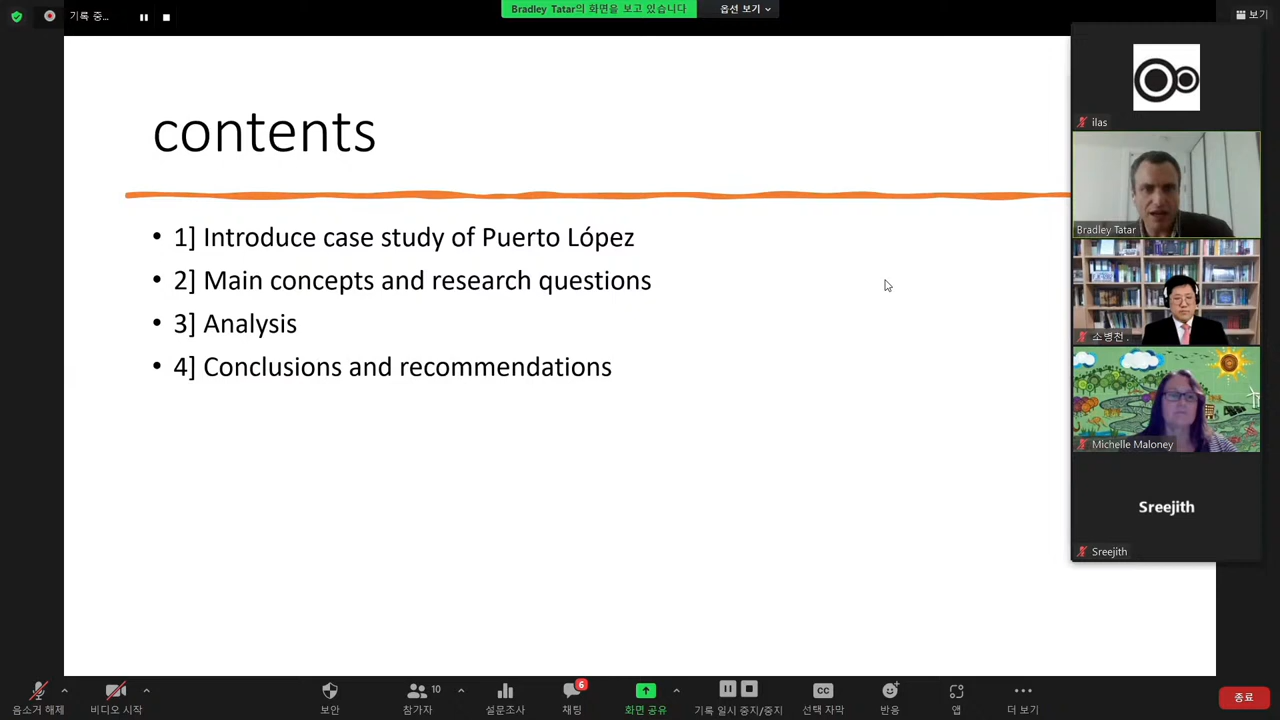 기록 중...
Bradley Tatar의 화면을 보고 있습니다
옵션 보기
보기
contents
• 1] Introduce case study of Puerto López
• 2] Main concepts and research questions
• 3] Analysis
• 4] Conclusions and recommendations
ilas
Bradley Tatar
소병천 .
Michelle Maloney
Sreejith
Sreejith
음소거 해제
비디오 시작
보안
10
참가자
설문조사
6
채팅
화면 공유
기록 일시 중지/중지
CC
선택 자막
반응
앱
더 보기
종료